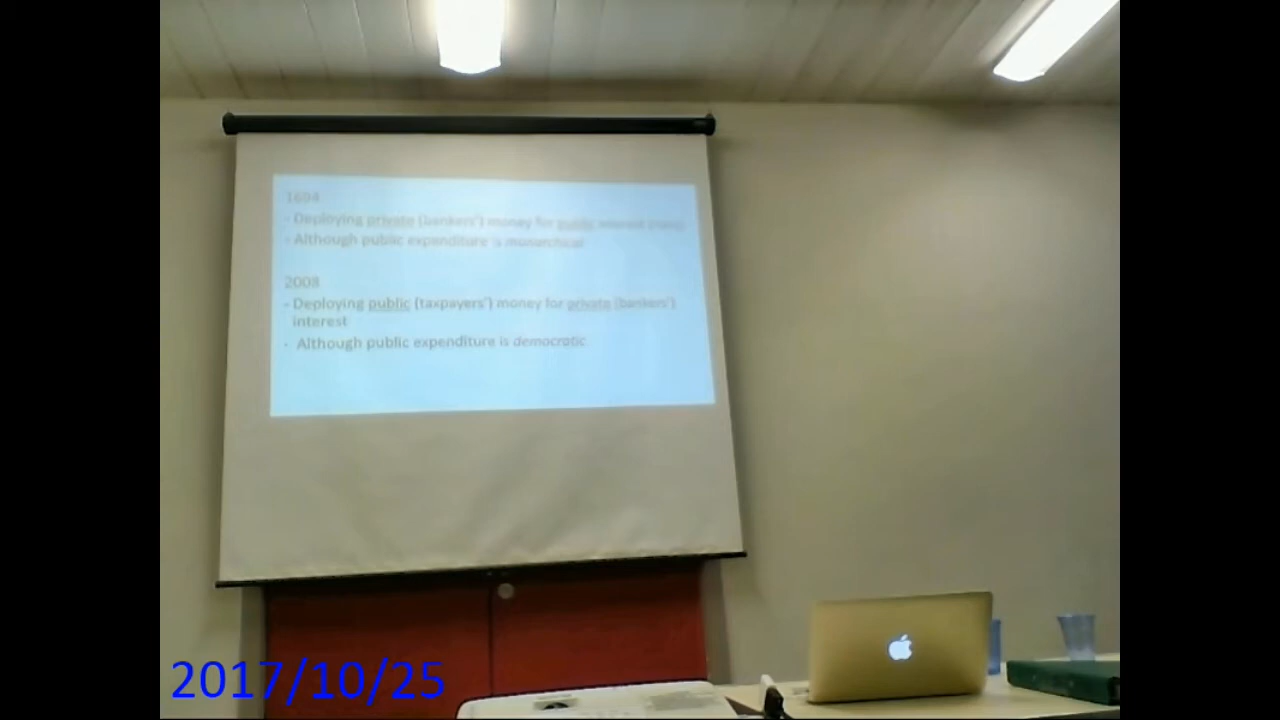 1694
- Deploying private (bankers') money for public
- Although public expenditure is monarchical
2008
- Deploying public (taxpayers') money for private (bankers')
interest
- Although public expenditure is democratic.
2017/10/25